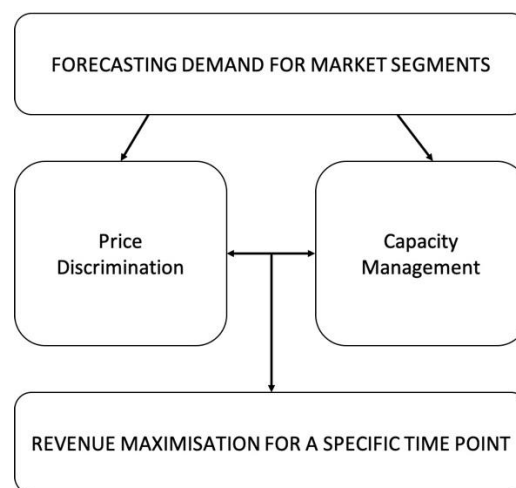 FORECASTING DEMAND FOR MARKET SEGMENTS
Price
Discrimination
Capacity
Management
REVENUE MAXIMISATION FOR A SPECIFIC TIME POINT